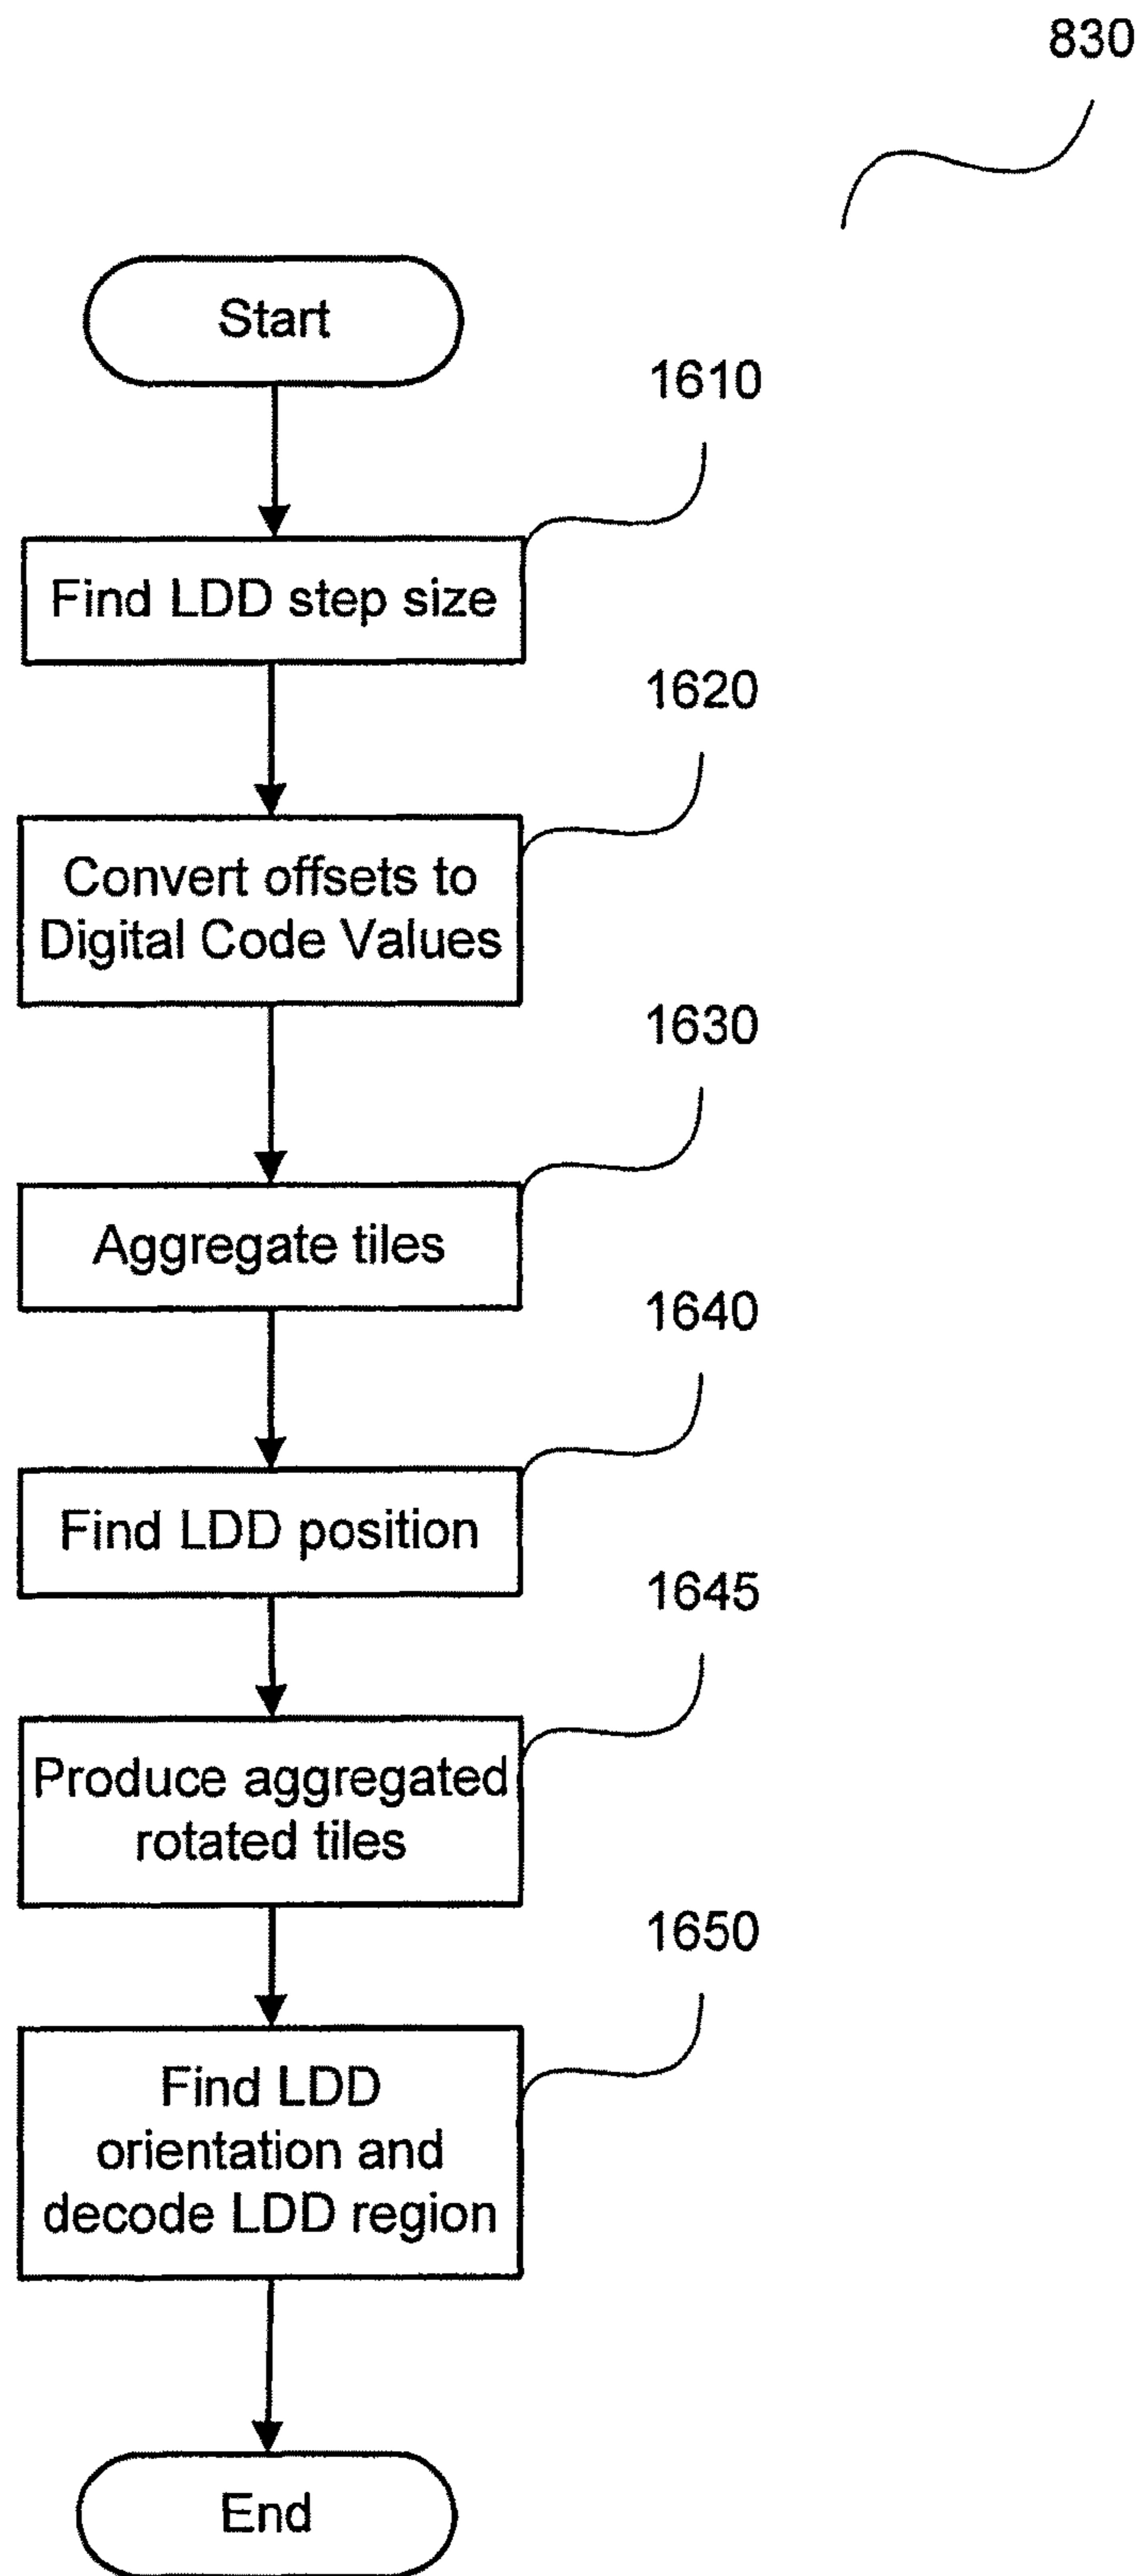 830
Start
1610
Find LDD step size
1620
Convert offsets to
Digital Code Values
1630
Aggregate tiles
1640
Find LDD position
1645
Produce aggregated
rotated tiles
1650
Find LDD
orientation and
decode LDD region
End